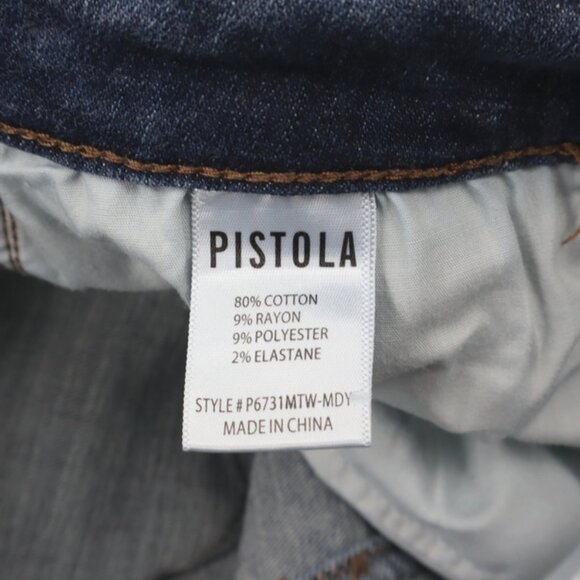 PISTOLA
80% COTTON
9% RAYON
9% POLYESTER
2% ELASTANE
STYLE# P6731MTW-MDY
MADE IN CHINA